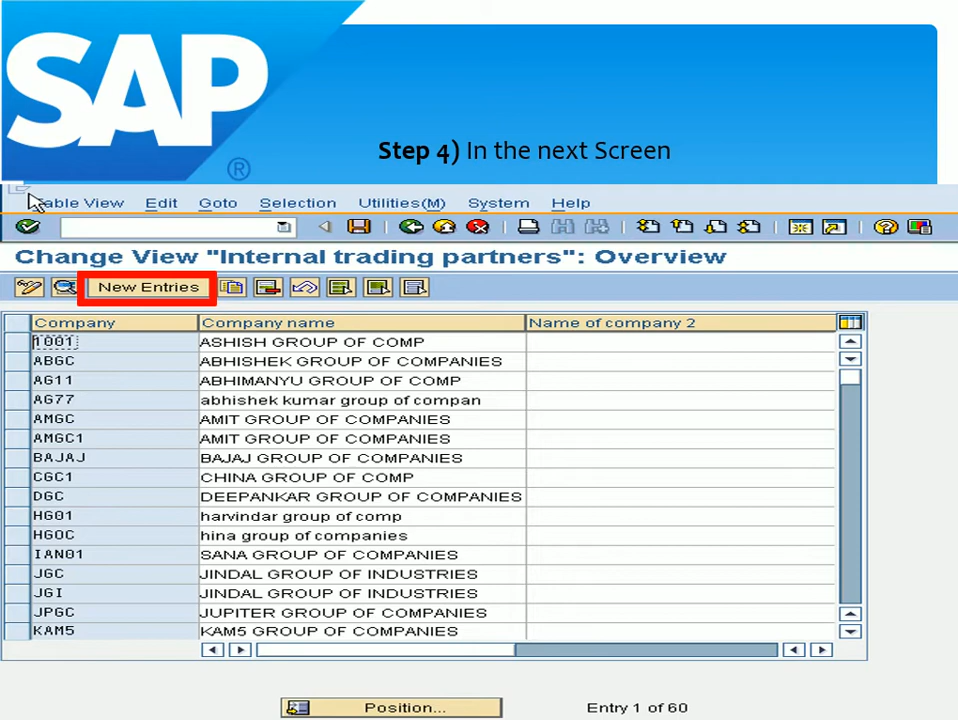 SAP
®
Step 4) In the next Screen
Table View Edit Goto Selection Utilities(M) System Help
Change View "Internal trading partners": Overview
New Entries
Company Company name Name of company 2
1001 ASHISH GROUP OF COMP
ABGC ABHISHEK GROUP OF COMPANIES
AG11 ABHIMANYU GROUP OF COMP
AG77 abhishek kumar group of compan
AMGC AMIT GROUP OF COMPANIES
AMGC1 AMIT GROUP OF COMPANIES
BAJAJ BAJAJ GROUP OF COMPANIES
CGC1 CHINA GROUP OF COMP
DGC DEEPANKAR GROUP OF COMPANIES
HG01 harvindar group of comp
HGOC hina group of companies
IAN01 SANA GROUP OF COMPANIES
JGC JINDAL GROUP OF INDUSTRIES
JGI JINDAL GROUP OF INDUSTRIES
JPGC JUPITER GROUP OF COMPANIES
KAM5 KAM5 GROUP OF COMPANIES
Position... Entry 1 of 60